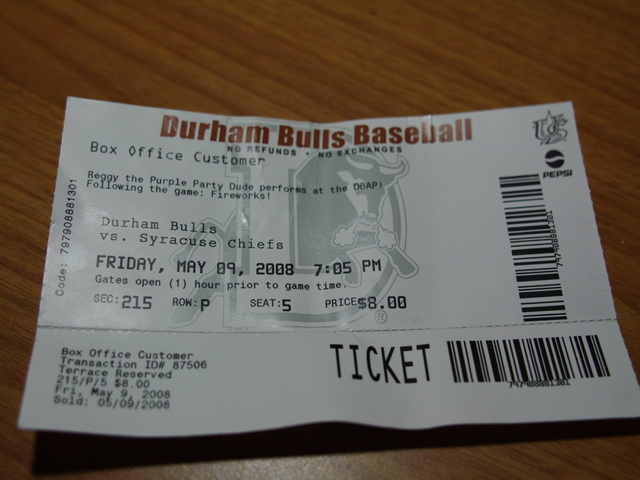 Durham Bulls Baseball
NO REFUNDS • NO EXCHANGES
Box Office Customer
Reggy the Purple Party Dude performs at the DBAP!
Following the game: Fireworks!
Durham Bulls
vs. Syracuse Chiefs
FRIDAY, MAY 09, 2008 7:05 PM
Gates open (1) hour prior to game time.
SEC: 215 ROW: P SEAT: 5 PRICE $8.00
Code: 797908881301
PEPSI
797908881301
Box Office Customer
Transaction ID# 87506
Terrace Reserved
215/P/5 $8.00
Fri, May 9, 2008
Sold: 05/09/2008
TICKET
797908881301